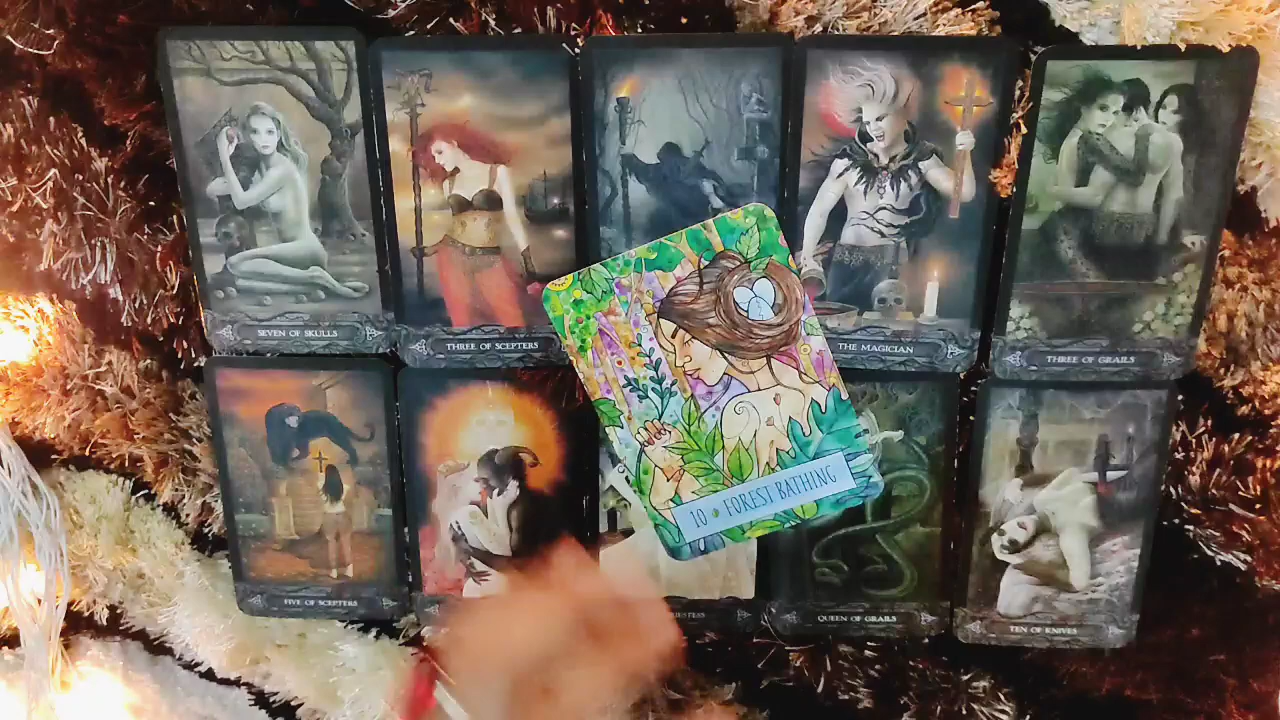 SEVEN OF SKULLS
THREE OF SCEPTERS
THE MAGICIAN
THREE OF GRAILS
10 FOREST BATHING
FIVE OF SCEPTERS
QUEEN OF GRAILS
TEN OF KNIVES